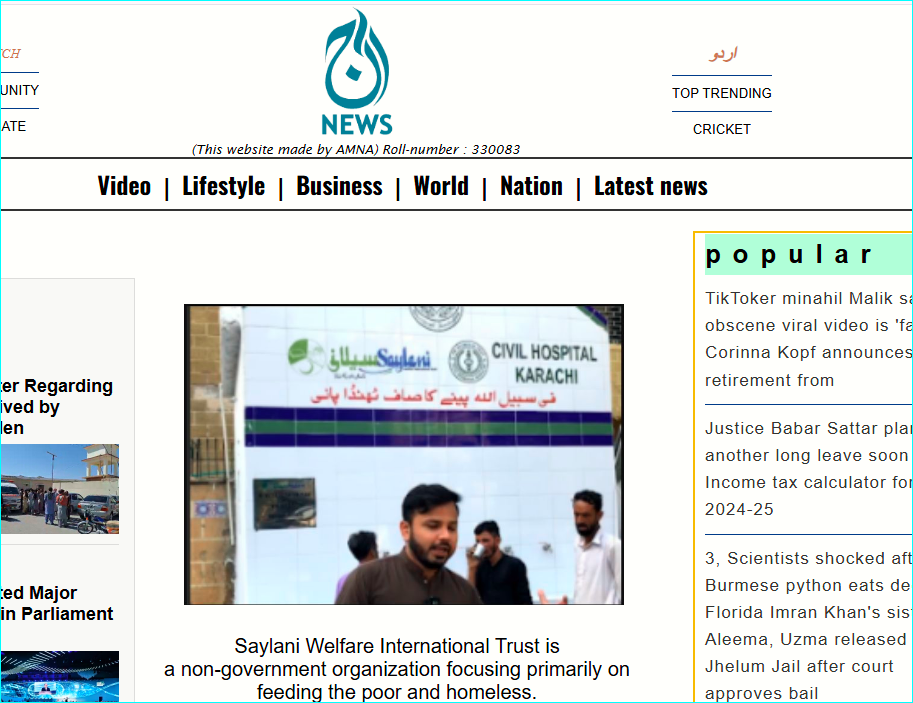 CH
UNITY
ATE
NEWS
(This website made by AMNA) Roll-number : 330083
اردو
TOP TRENDING
CRICKET
Video | Lifestyle | Business | World | Nation | Latest news
er Regarding
ived by
en
ted Major
in Parliament
سیلانی Saylani
CIVIL HOSPITAL
KARACHI
فی سبیل اللہ پینے کا صاف ٹھنڈا پانی
Saylani Welfare International Trust is
a non-government organization focusing primarily on
feeding the poor and homeless.
popular
TikToker minahil Malik sa
obscene viral video is 'fa
Corinna Kopf announces
retirement from
Justice Babar Sattar plan
another long leave soon
Income tax calculator for
2024-25
3, Scientists shocked aft
Burmese python eats de
Florida Imran Khan's sis
Aleema, Uzma released
Jhelum Jail after court
approves bail